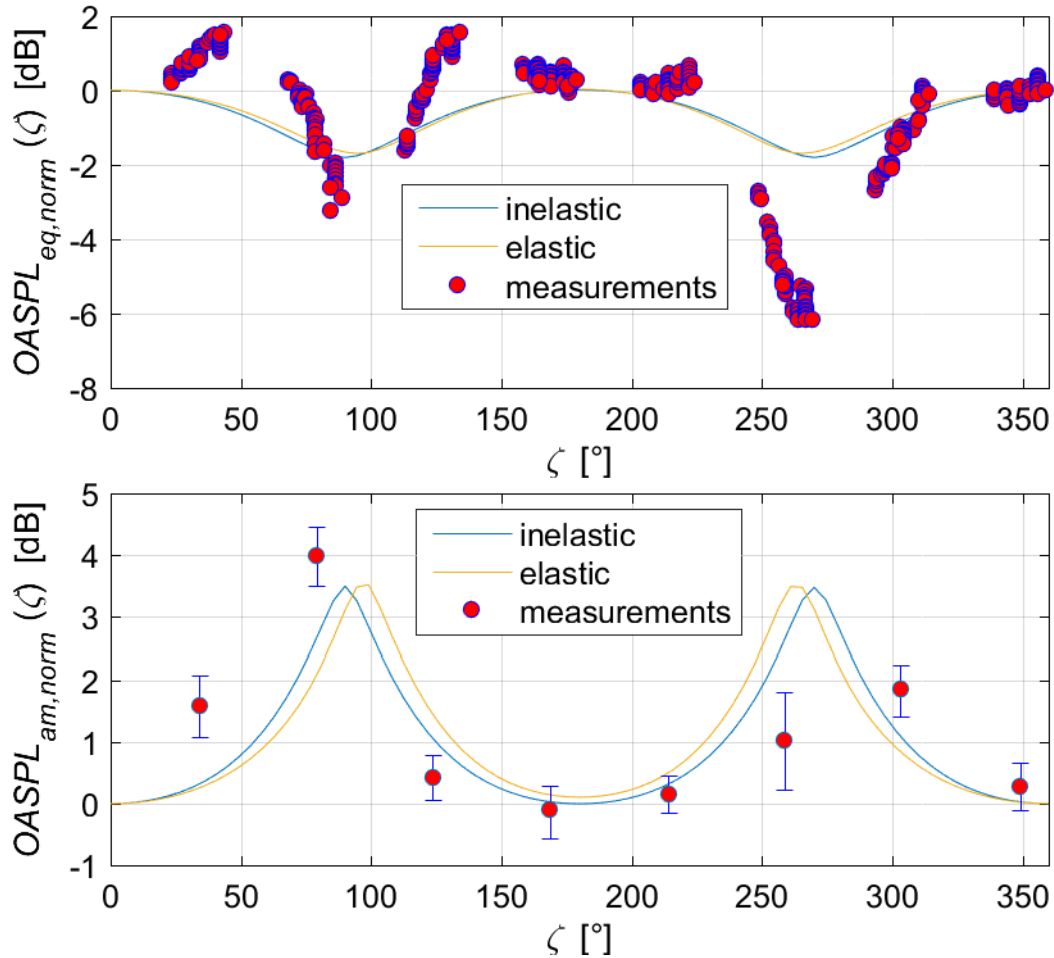 OASPL_eq,norm (ζ) [dB]
2
0
-2
-4
-6
-8
inelastic
elastic
measurements
0 50 100 150 200 250 300 350
ζ [°]
OASPL_am,norm (ζ) [dB]
5
4
3
2
1
0
-1
inelastic
elastic
measurements
0 50 100 150 200 250 300 350
ζ [°]